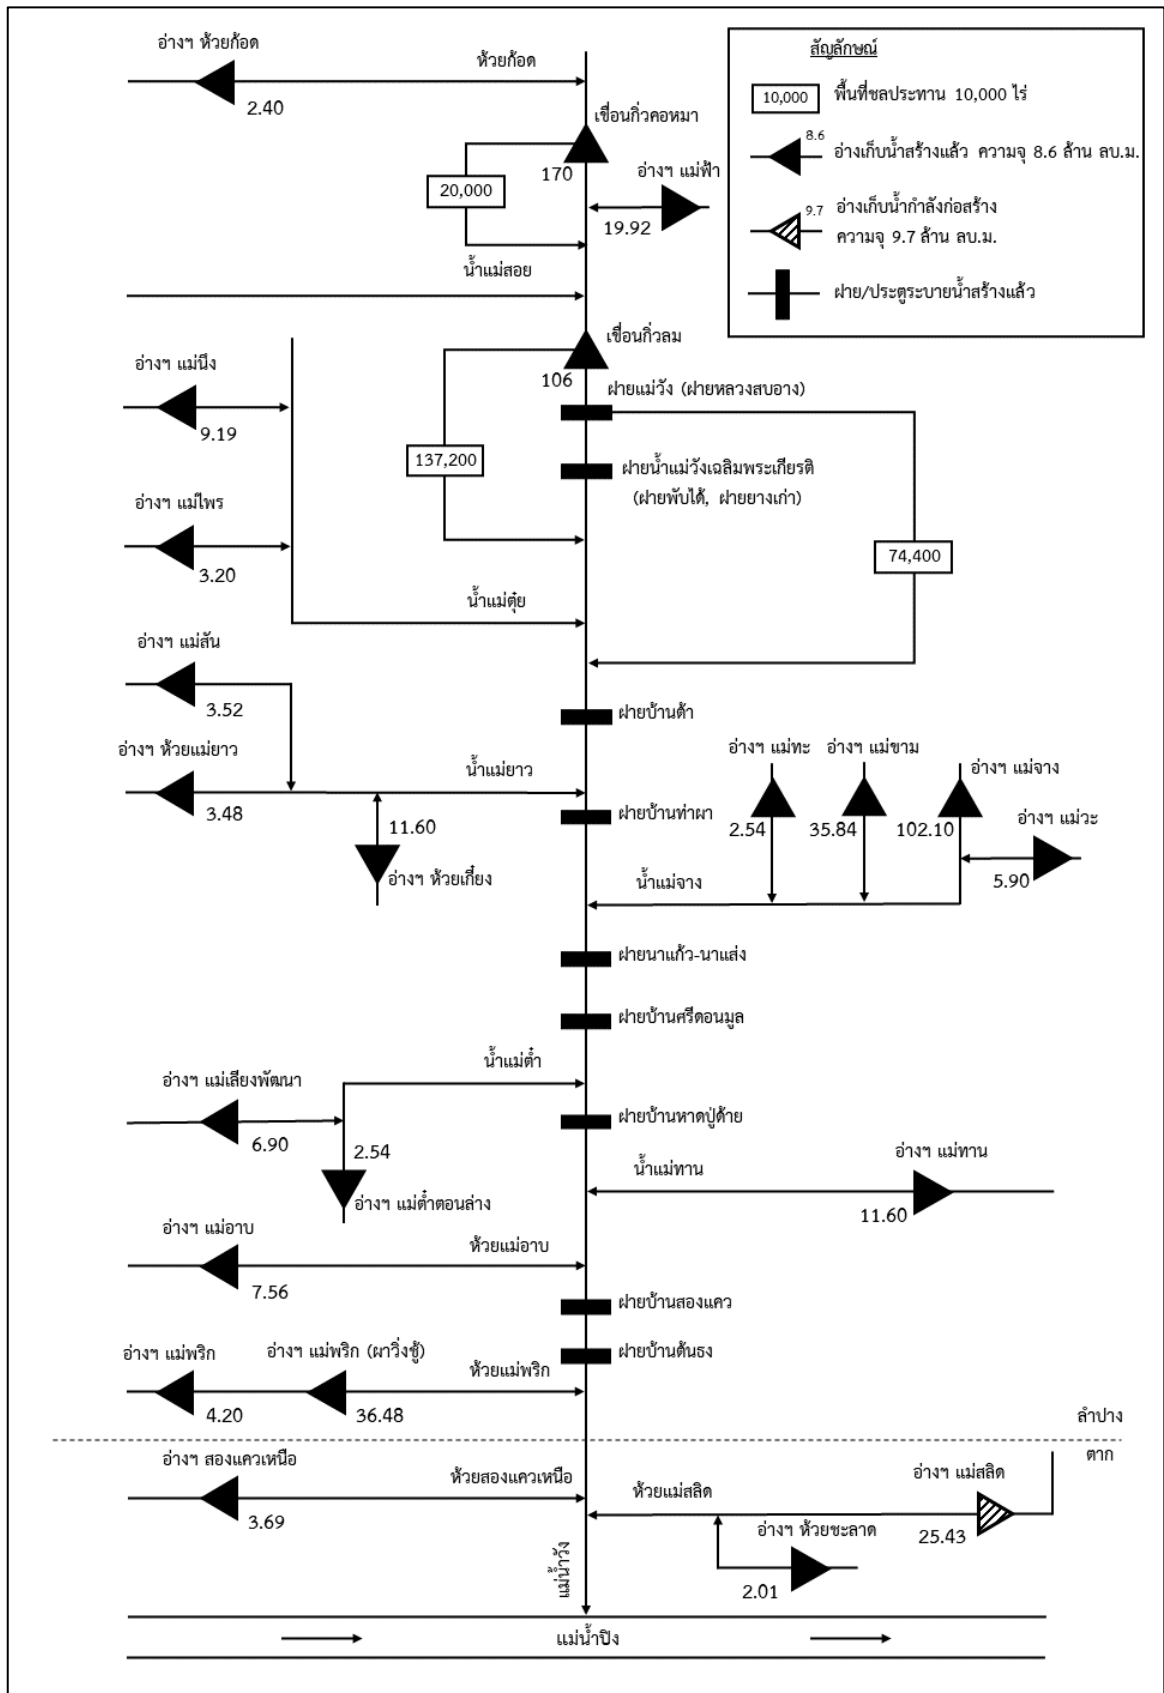 อ่างฯ ห้วยก้อด
ห้วยก้อด
2.40
สัญลักษณ์
10,000
พื้นที่ชลประทาน 10,000 ไร่
8.6
อ่างเก็บน้ำสร้างแล้ว ความจุ 8.6 ล้าน ลบ.ม.
9.7
อ่างเก็บน้ำกำลังก่อสร้าง
ความจุ 9.7 ล้าน ลบ.ม.
ฝาย/ประตูระบายน้ำสร้างแล้ว
เขื่อนกิ่วคอหมา
170
อ่างฯ แม่ฟ้า
20,000
19.92
น้ำแม่สอย
เขื่อนกิ่วลม
106
อ่างฯ แม่นึง
9.19
ฝายแม่วัง (ฝายหลวงสบอาง)
137,200
ฝายน้ำแม่วังเฉลิมพระเกียรติ
(ฝายพับได้, ฝายยางเก่า)
อ่างฯ แม่ไพร
3.20
74,400
น้ำแม่ตุ๋ย
อ่างฯ แม่สัน
3.52
ฝายบ้านต้า
อ่างฯ ห้วยแม่ยาว
3.48
น้ำแม่ยาว
11.60
อ่างฯ ห้วยเกี๋ยง
ฝายบ้านท่าผา
อ่างฯ แม่ทะ
2.54
อ่างฯ แม่ขาม
35.84
อ่างฯ แม่จาง
102.10
อ่างฯ แม่วะ
5.90
น้ำแม่จาง
ฝายนาแก้ว-นาแส่ง
ฝายบ้านศรีดอนมูล
น้ำแม่ต๋ำ
อ่างฯ แม่เลียงพัฒนา
6.90
2.54
อ่างฯ แม่ต๋ำตอนล่าง
ฝายบ้านหาดปู่ด้าย
น้ำแม่ทาน
อ่างฯ แม่ทาน
11.60
อ่างฯ แม่อาบ
ห้วยแม่อาบ
7.56
ฝายบ้านสองแคว
ฝายบ้านต้นธง
อ่างฯ แม่พริก
4.20
อ่างฯ แม่พริก (ผาวิ่งชู้)
36.48
ห้วยแม่พริก
ลำปาง
ตาก
อ่างฯ สองแควเหนือ
3.69
ห้วยสองแควเหนือ
ห้วยแม่สลิด
อ่างฯ แม่สลิด
25.43
อ่างฯ ห้วยชะลาด
2.01
แม่น้ำวัง
แม่น้ำปิง